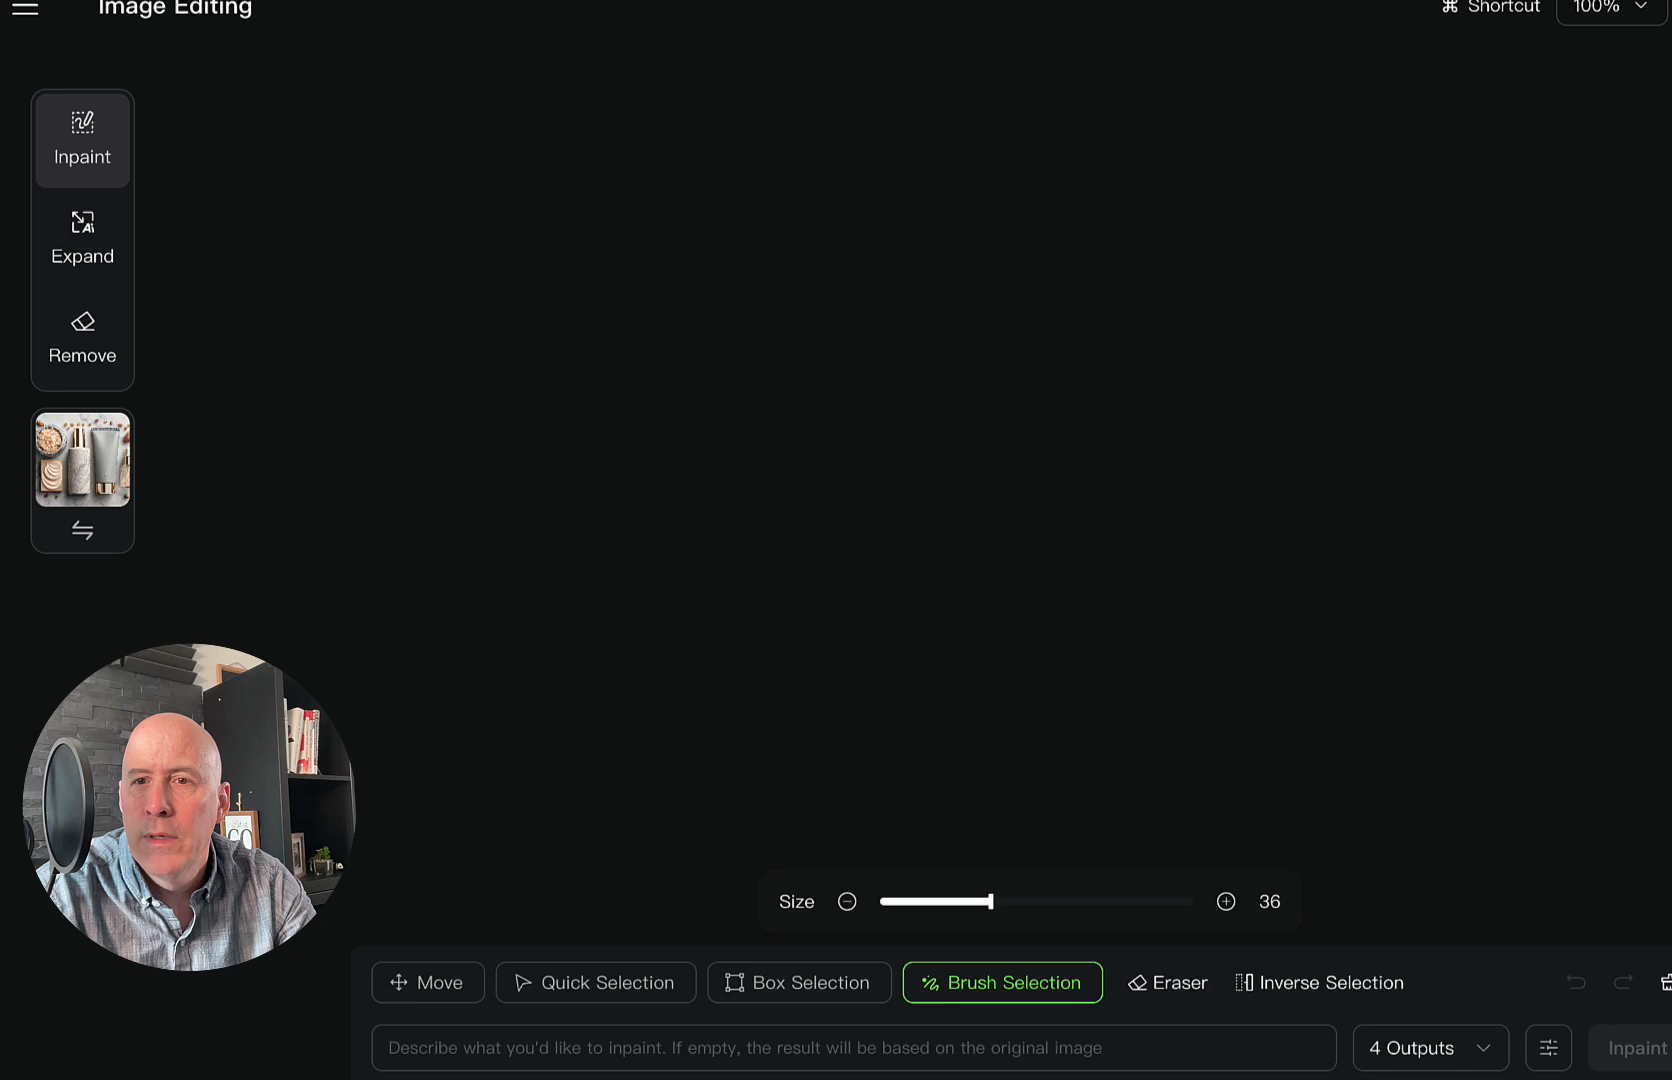 Image Editing
⌘ Shortcut
100%
Inpaint
Expand
Remove
Size
36
Move
Quick Selection
Box Selection
Brush Selection
Eraser
Inverse Selection
Describe what you'd like to inpaint. If empty, the result will be based on the original image
4 Outputs
Inpaint